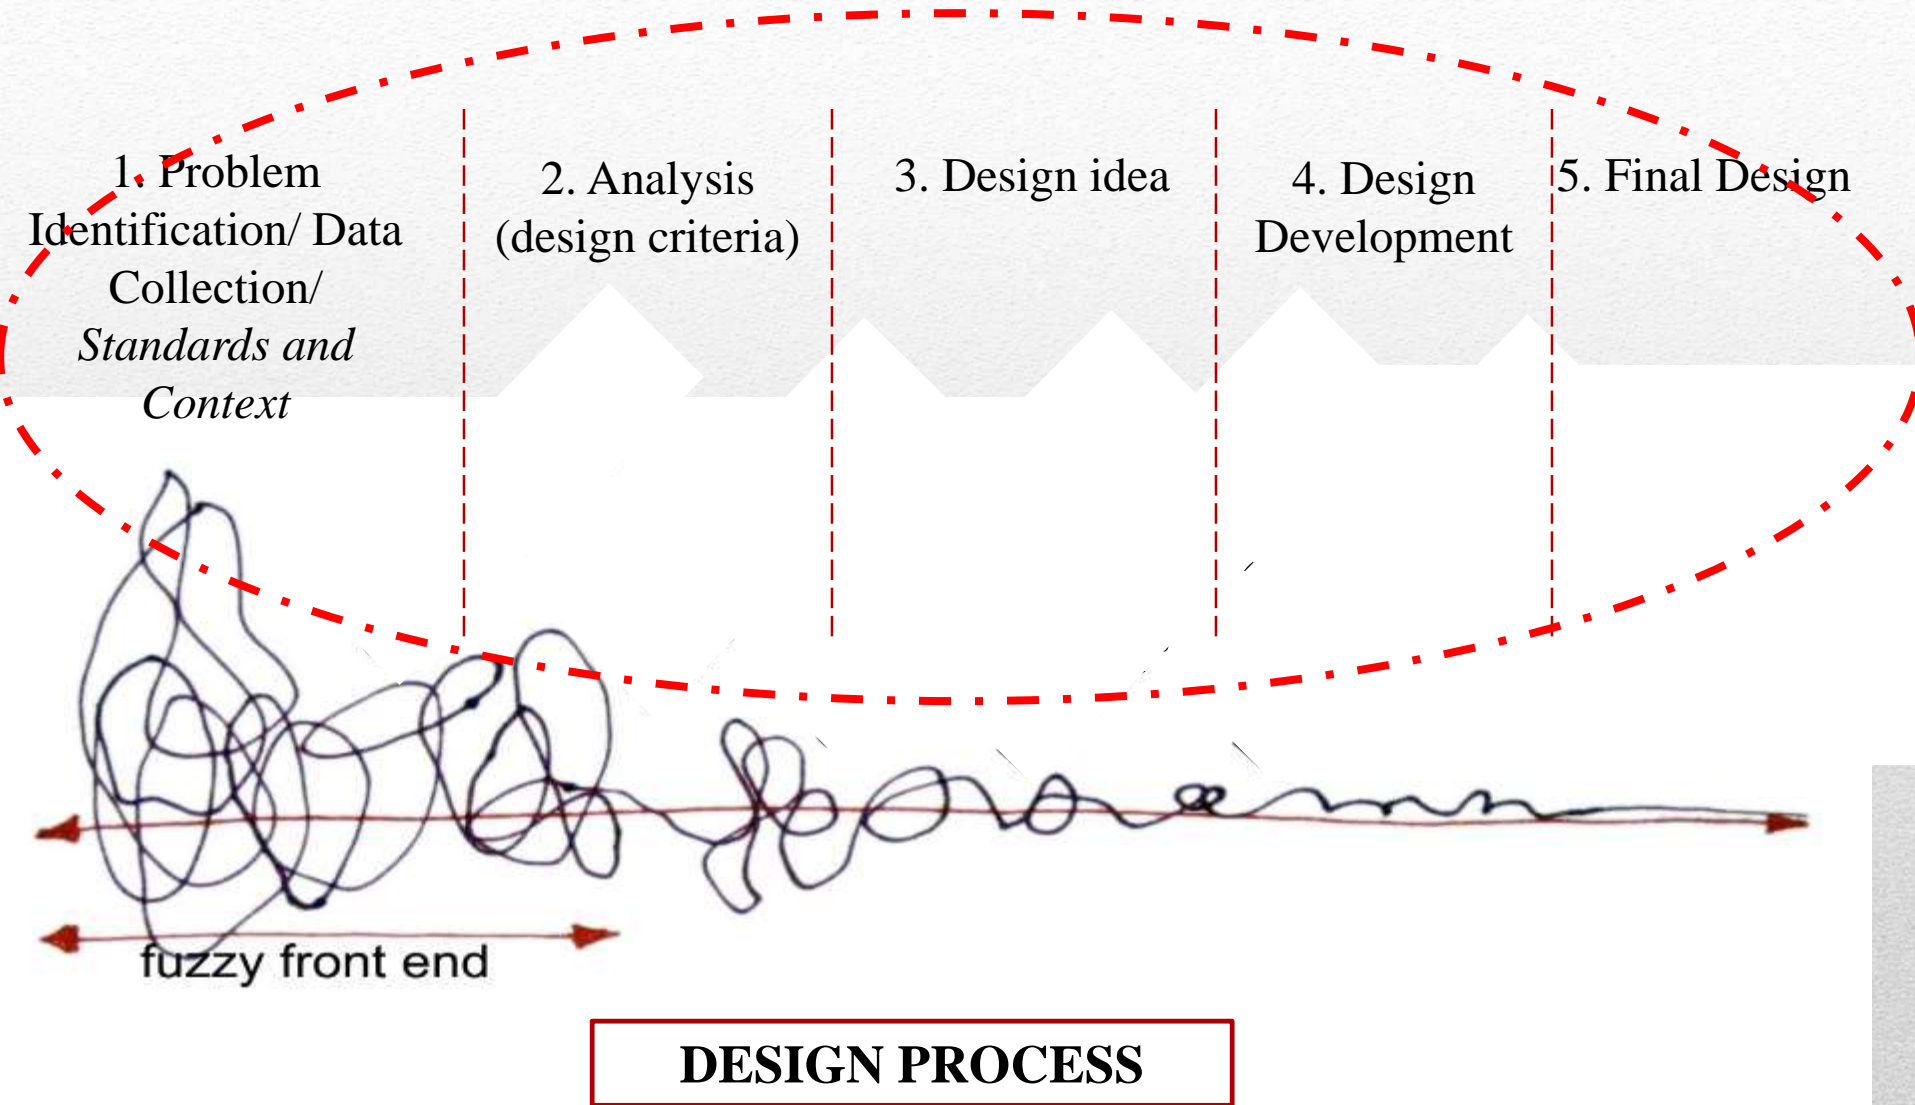 1. Problem
Identification/ Data
Collection/
Standards and
Context
2. Analysis
(design criteria)
3. Design idea
4. Design
Development
5. Final Design
fuzzy front end
DESIGN PROCESS